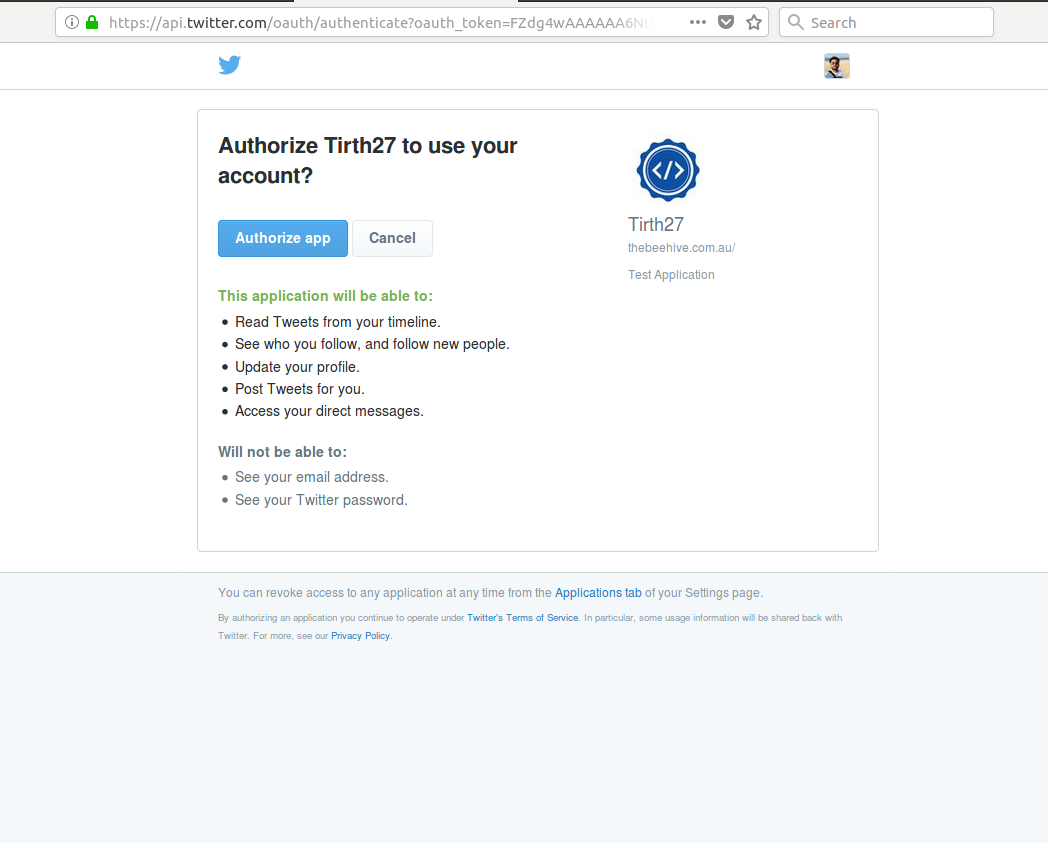 https://api.twitter.com/oauth/authenticate?oauth_token=FZdg4wAAAAAA6Nt
Search
Authorize Tirth27 to use your
account?
Authorize app
Cancel
</>
Tirth27
thebeehive.com.au/
Test Application
This application will be able to:
• Read Tweets from your timeline.
• See who you follow, and follow new people.
• Update your profile.
• Post Tweets for you.
• Access your direct messages.
Will not be able to:
• See your email address.
• See your Twitter password.
You can revoke access to any application at any time from the Applications tab of your Settings page.
By authorizing an application you continue to operate under Twitter's Terms of Service. In particular, some usage information will be shared back with
Twitter. For more, see our Privacy Policy.